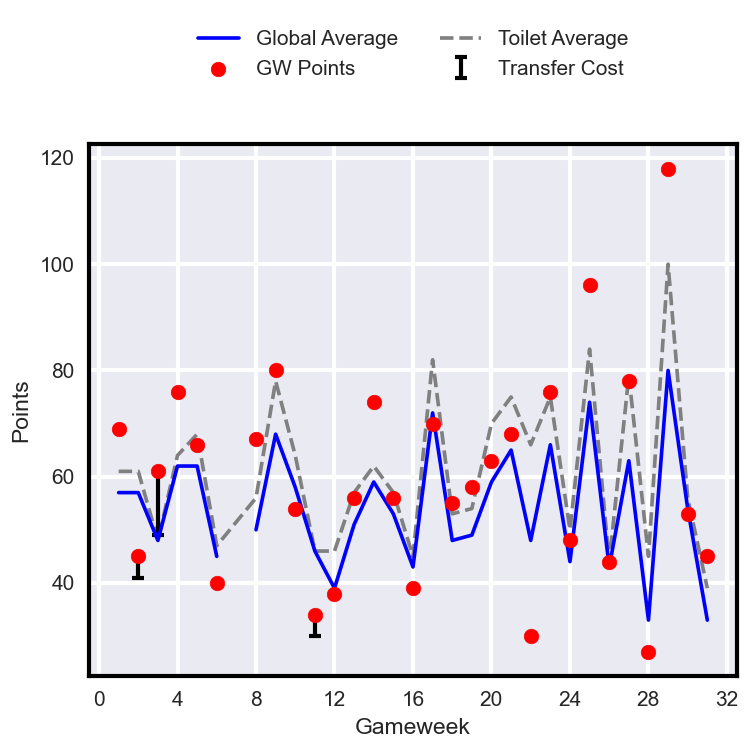 Global Average Toilet Average
GW Points Transfer Cost
120
100
80
60
40
Points
0 4 8 12 16 20 24 28 32
Gameweek